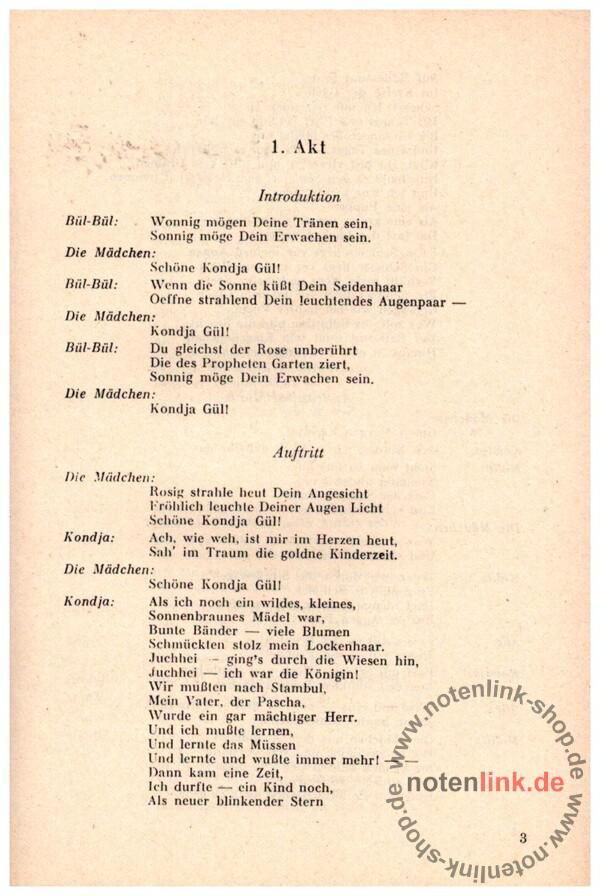 1. Akt
Introduktion
Bül-Bül: Wonnig mögen Deine Tränen sein,
Sonnig möge Dein Erwachen sein.
Die Mädchen:
Schöne Kondja Gül!
Bül-Bül: Wenn die Sonne küßt Dein Seidenhaar
Oeffne strahlend Dein leuchtendes Augenpaar —
Die Mädchen:
Kondja Gül!
Bül-Bül: Du gleichst der Rose unberührt
Die des Propheten Garten ziert,
Sonnig möge Dein Erwachen sein.
Die Mädchen:
Kondja Gül!
Auftritt
Die Mädchen:
Rosig strahle heut Dein Angesicht
Fröhlich leuchte Deiner Augen Licht
Schöne Kondja Gül!
Kondja: Ach, wie weh, ist mir im Herzen heut,
Sah' im Traum die goldne Kinderzeit.
Die Mädchen:
Schöne Kondja Gül!
Kondja: Als ich noch ein wildes, kleines,
Sonnenbraunes Mädel war,
Bunte Bänder — viele Blumen
Schmückten stolz mein Lockenhaar.
Juchhei — ging's durch die Wiesen hin,
Juchhei — ich war die Königin!
Wir mußten nach Stambul,
Mein Vater, der Pascha,
Wurde ein gar mächtiger Herr.
Und ich mußte lernen,
Und lernte das Müssen
Und lernte und wußte immer mehr! — —
Dann kam eine Zeit,
Ich durfte — ein Kind noch,
Als neuer blinkender Stern
3
www.notenlink-shop.de
notenlink.de
www.notenlink-shop.de